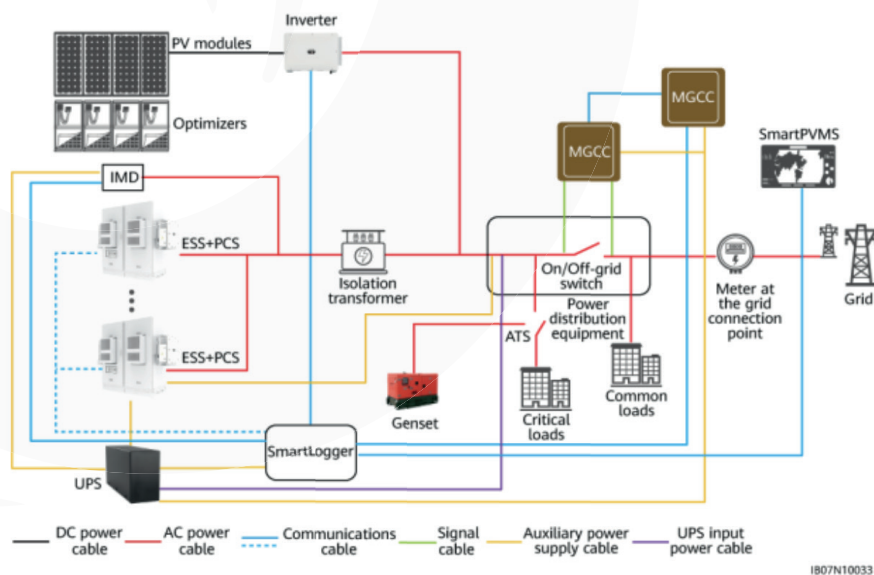 Inverter
PV modules
Optimizers
MGCC
MGCC
SmartPVMS
IMD
ESS+PCS
Isolation
transformer
On/Off-grid
switch
Meter at
the grid
connection
point
Grid
Power
distribution
equipment
ATS
ESS+PCS
Genset
Critical
loads
Common
loads
SmartLogger
UPS
DC power
cable
AC power
cable
Communications
cable
Signal
cable
Auxiliary power
supply cable
UPS input
power cable
IB07N10033